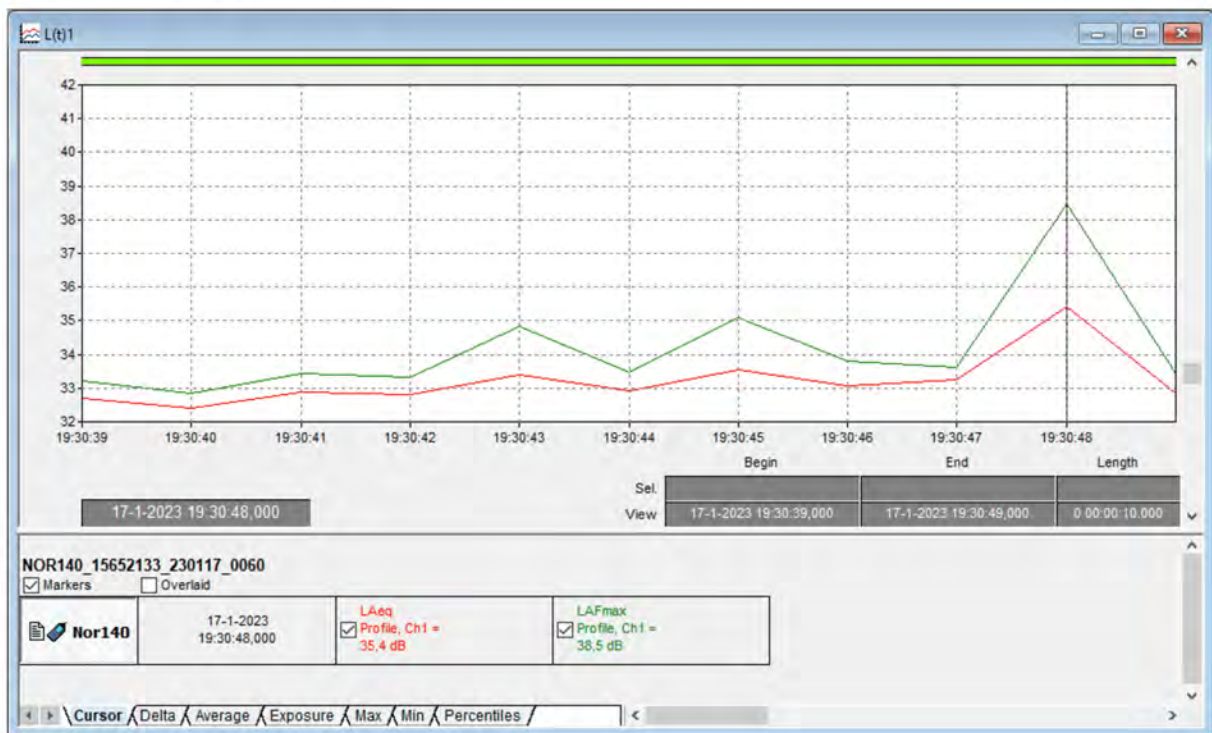 L(t)1
42
41
40
39
38
37
36
35
34
33
32
19:30:39 19:30:40 19:30:41 19:30:42 19:30:43 19:30:44 19:30:45 19:30:46 19:30:47 19:30:48
Begin End Length
Sel.
17-1-2023 19:30:48,000 View 17-1-2023 19:30:39,000 17-1-2023 19:30:49,000 0 00:00:10.000
NOR140_15652133_230117_0060
Markers Overlaid
Nor140
17-1-2023
19:30:48,000
LAeq
Profile, Ch1 =
35,4 dB
LAFmax
Profile, Ch1 =
38,5 dB
Cursor Delta Average Exposure Max Min Percentiles